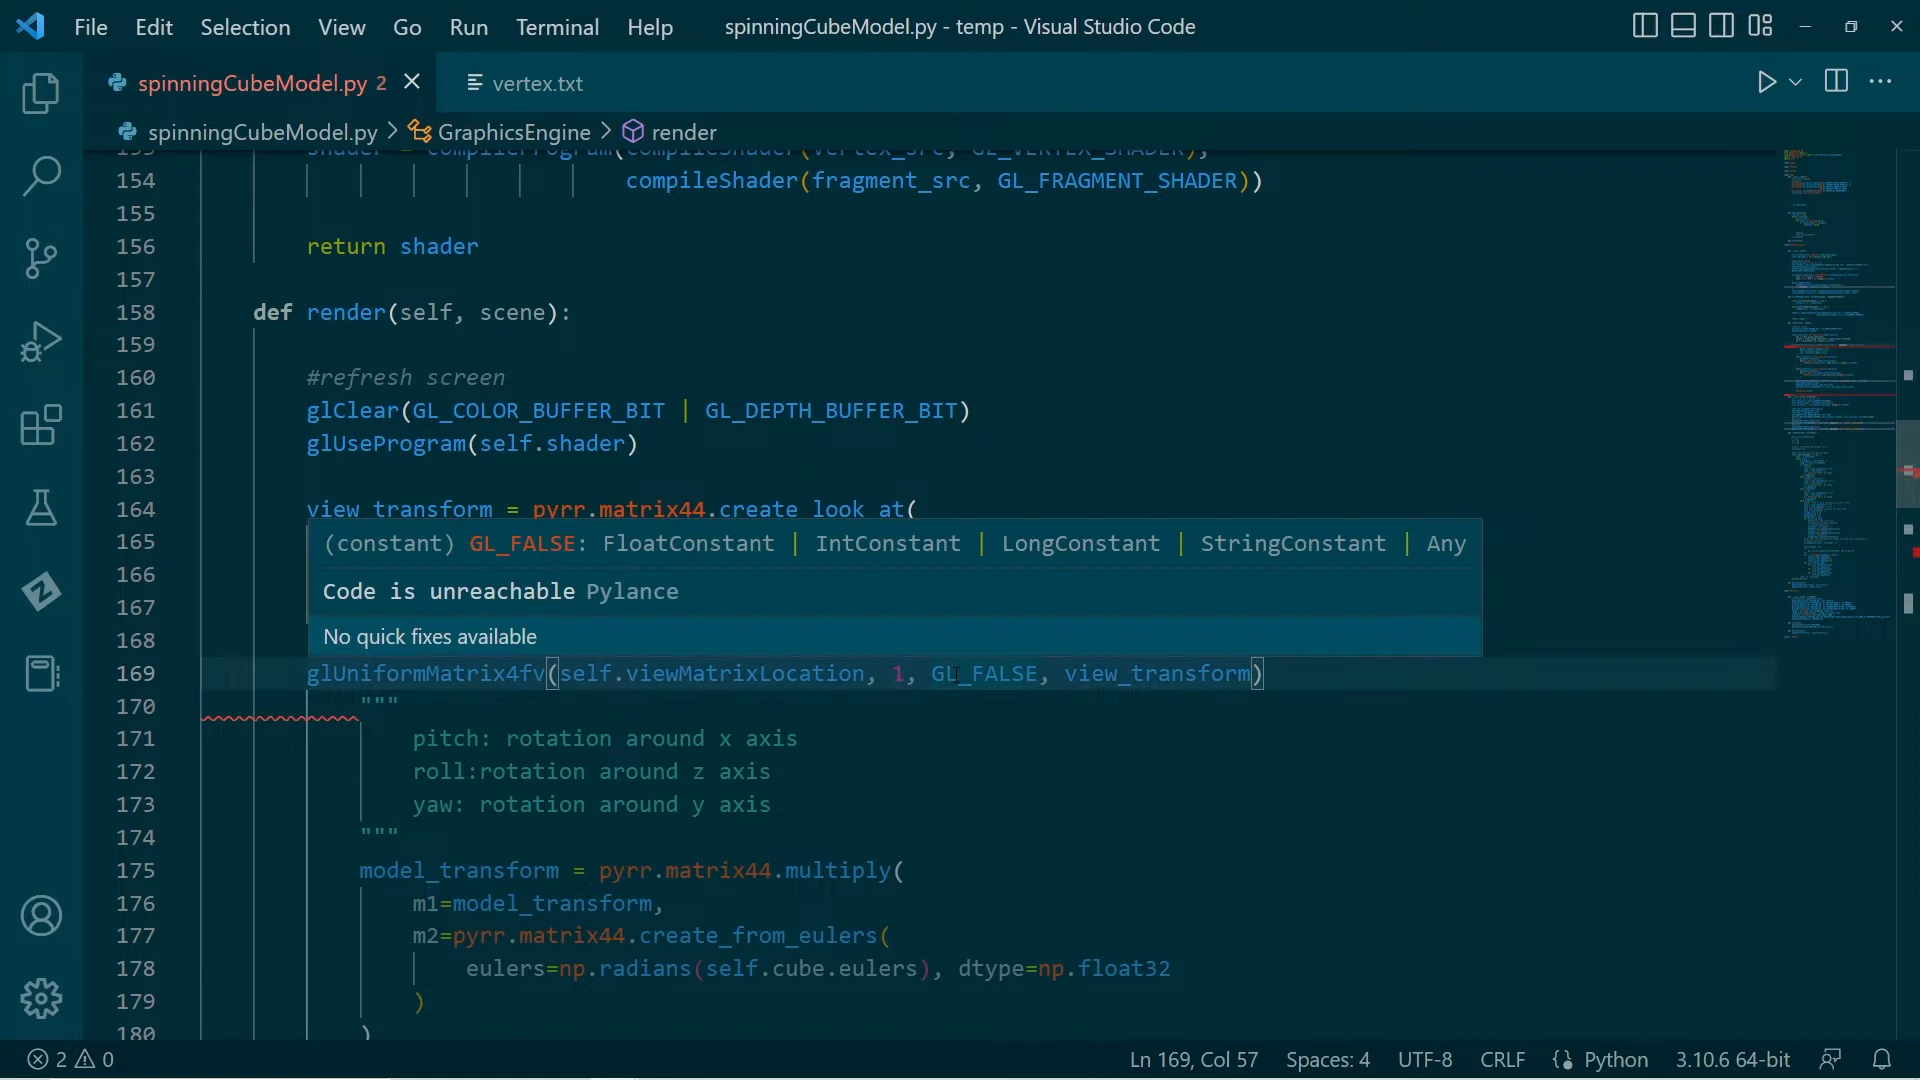 File Edit Selection View Go Run Terminal Help spinningCubeModel.py - temp - Visual Studio Code
spinningCubeModel.py 2 vertex.txt
spinningCubeModel.py > GraphicsEngine > render
153 shader = compileProgram(compileShader(vertex_src, GL_VERTEX_SHADER),
154 compileShader(fragment_src, GL_FRAGMENT_SHADER))
155
156 return shader
157
158 def render(self, scene):
159
160 #refresh screen
161 glClear(GL_COLOR_BUFFER_BIT | GL_DEPTH_BUFFER_BIT)
162 glUseProgram(self.shader)
163
164 view_transform = pyrr.matrix44.create_look_at(
165 (constant) GL_FALSE: FloatConstant | IntConstant | LongConstant | StringConstant | Any
166 Code is unreachable Pylance
167
168 No quick fixes available
169 glUniformMatrix4fv(self.viewMatrixLocation, 1, GL_FALSE, view_transform)
170 """
171 pitch: rotation around x axis
172 roll:rotation around z axis
173 yaw: rotation around y axis
174 """
175 model_transform = pyrr.matrix44.multiply(
176 m1=model_transform,
177 m2=pyrr.matrix44.create_from_eulers(
178 eulers=np.radians(self.cube.eulers), dtype=np.float32
179 )
180 )
2 0 Ln 169, Col 57 Spaces: 4 UTF-8 CRLF Python 3.10.6 64-bit